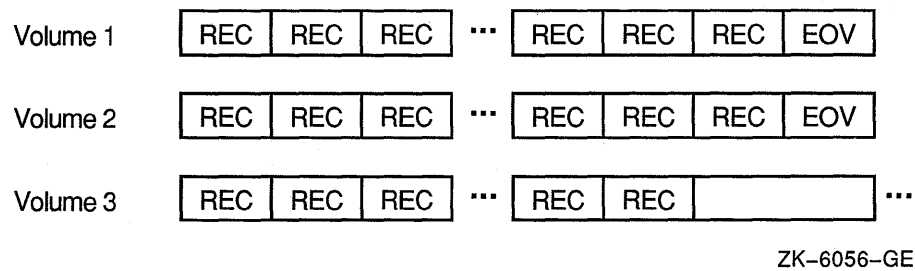 Volume 1 REC REC REC ... REC REC REC EOV
Volume 2 REC REC REC ... REC REC REC EOV
Volume 3 REC REC REC ... REC REC ...
ZK-6056-GE